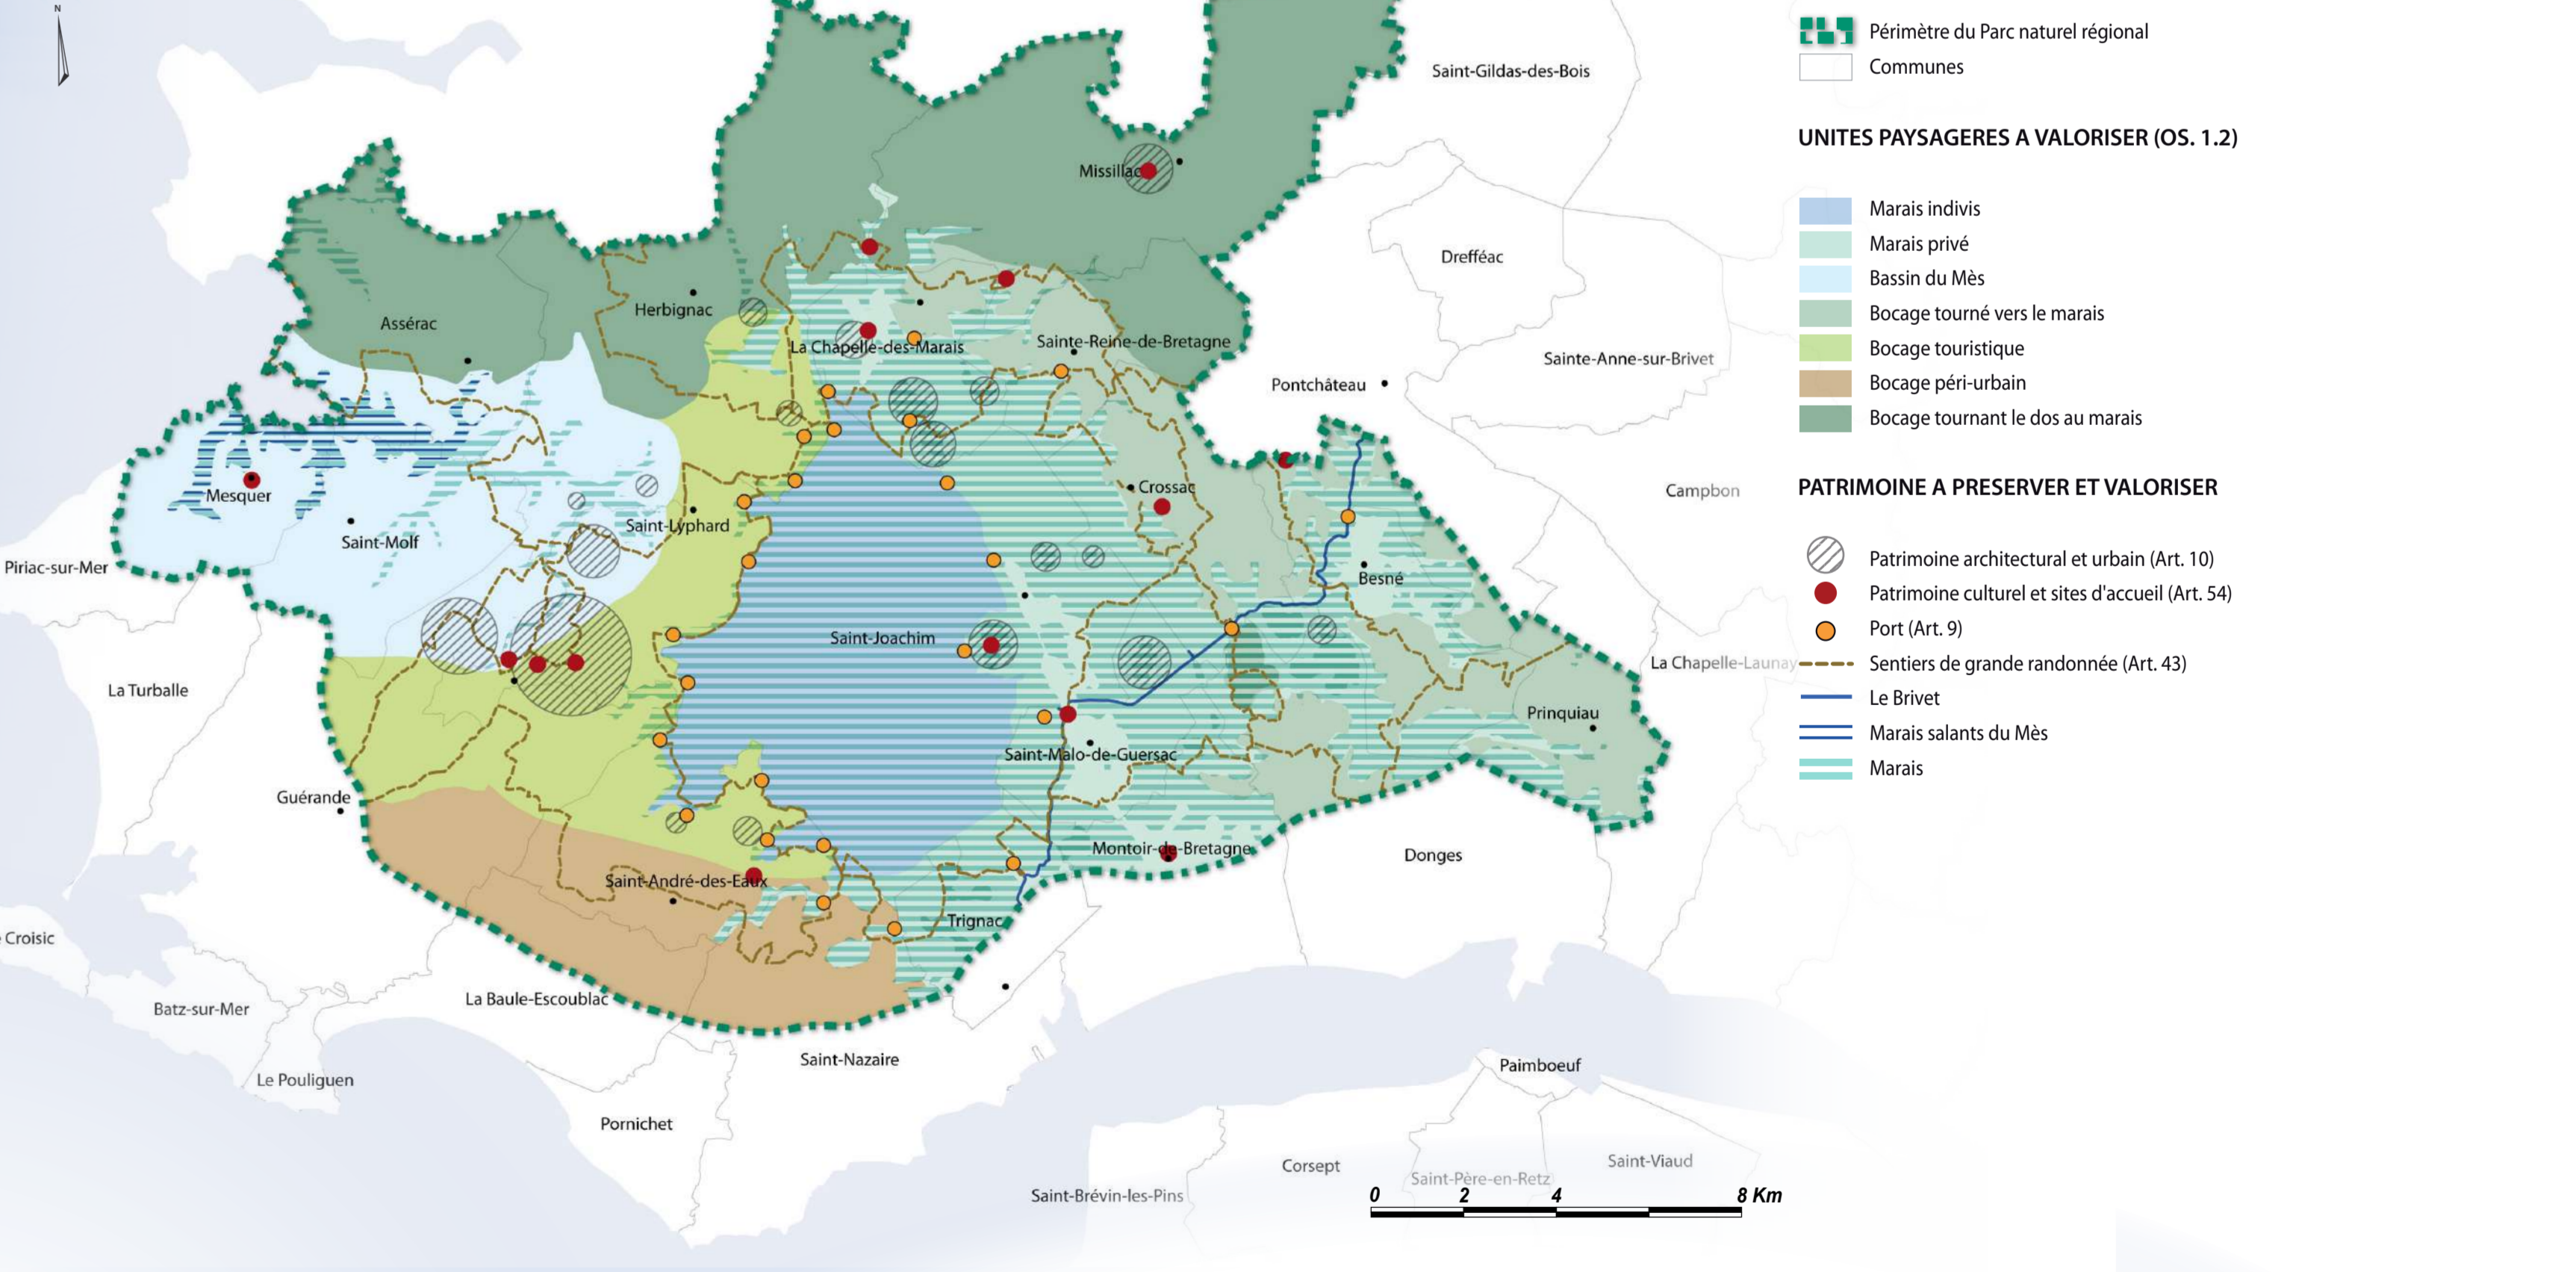 N
Saint-Gildas-des-Bois
Missillac
Drefféac
Herbignac
Assérac
La Chapelle-des-Marais
Sainte-Reine-de-Bretagne
Sainte-Anne-sur-Brivet
Pontchâteau
Crossac
Campbon
Mesquer
Saint-Lyphard
Saint-Molf
Piriac-sur-Mer
Besné
Saint-Joachim
La Chapelle-Launay
La Turballe
Prinquiau
Saint-Malo-de-Guersac
Guérande
Montoir-de-Bretagne
Donges
Saint-André-des-Eaux
Trignac
Croisic
La Baule-Escoublac
Batz-sur-Mer
Saint-Nazaire
Paimboeuf
Le Pouliguen
Pornichet
Corsept
Saint-Viaud
Saint-Père-en-Retz
Saint-Brévin-les-Pins
0 2 4 8 Km
Périmètre du Parc naturel régional
Communes
UNITES PAYSAGERES A VALORISER (OS. 1.2)
Marais indivis
Marais privé
Bassin du Mès
Bocage tourné vers le marais
Bocage touristique
Bocage péri-urbain
Bocage tournant le dos au marais
PATRIMOINE A PRESERVER ET VALORISER
Patrimoine architectural et urbain (Art. 10)
Patrimoine culturel et sites d'accueil (Art. 54)
Port (Art. 9)
Sentiers de grande randonnée (Art. 43)
Le Brivet
Marais salants du Mès
Marais